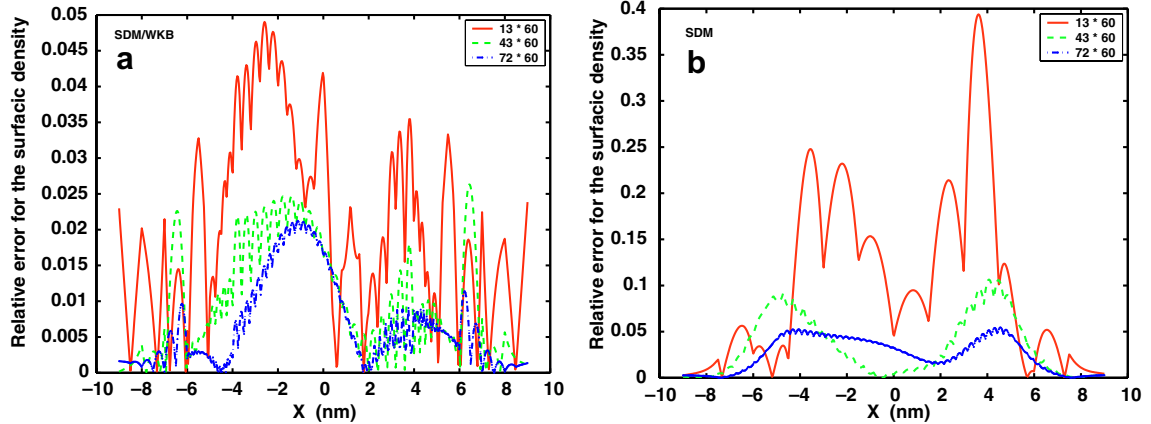 0.05
0.045
0.04
0.035
0.03
0.025
0.02
0.015
0.01
0.005
0
−10 −8 −6 −4 −2 0 2 4 6 8 10
X (nm)
Relative error for the surfacic density
SDM/WKB
a
13 * 60
43 * 60
72 * 60
0.4
0.35
0.3
0.25
0.2
0.15
0.1
0.05
0
−10 −8 −6 −4 −2 0 2 4 6 8 10
X (nm)
Relative error for the surfacic density
SDM
b
13 * 60
43 * 60
72 * 60